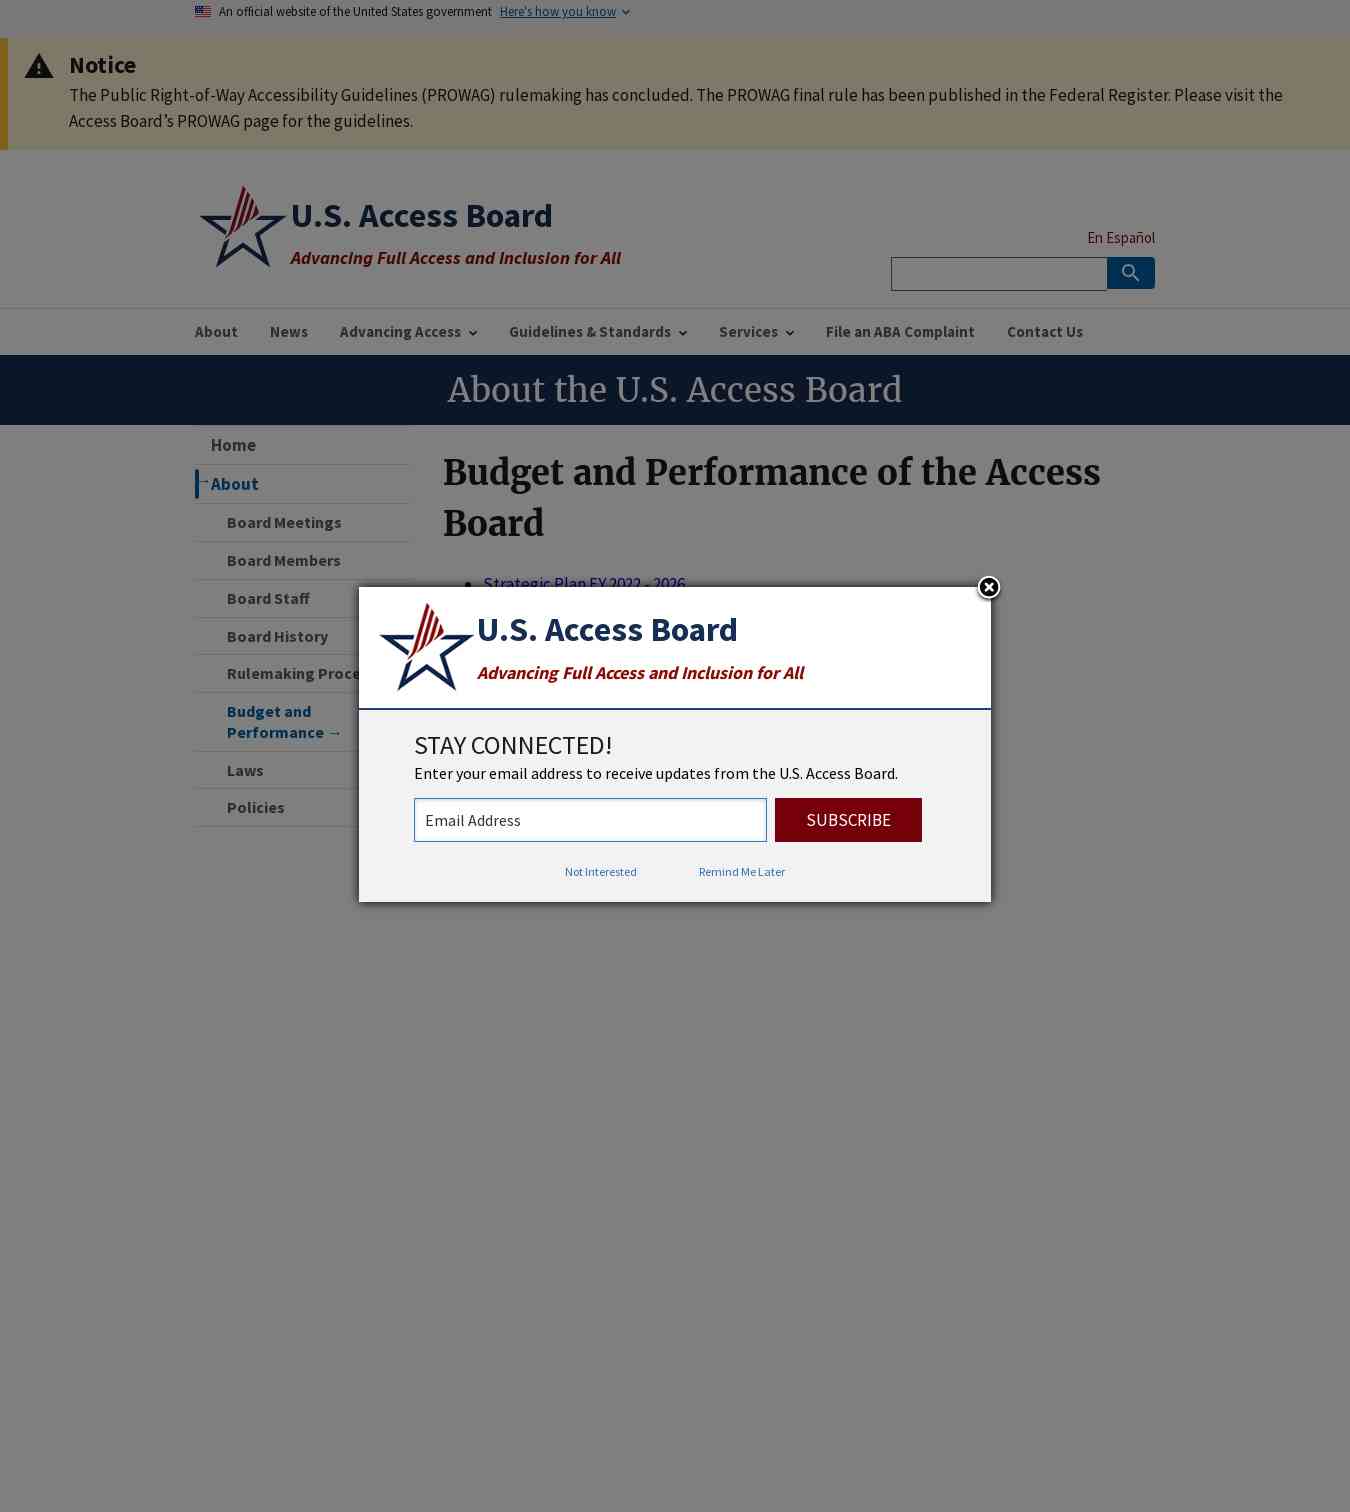 An official website of the United States government Here's how you know
Notice
The Public Right-of-Way Accessibility Guidelines (PROWAG) rulemaking has concluded. The PROWAG final rule has been published in the Federal Register. Please visit the
Access Board’s PROWAG page for the guidelines.
U.S. Access Board
Advancing Full Access and Inclusion for All
En Español
About News Advancing Access Guidelines & Standards Services File an ABA Complaint Contact Us
About the U.S. Access Board
Home
→ About
Board Meetings
Board Members
Board Staff
Board History
Rulemaking Proce
Budget and
Performance →
Laws
Policies
Budget and Performance of the Access
Board
Strategic Plan FY 2022 - 2026
U.S. Access Board
Advancing Full Access and Inclusion for All
STAY CONNECTED!
Enter your email address to receive updates from the U.S. Access Board.
Email Address SUBSCRIBE
Not Interested Remind Me Later